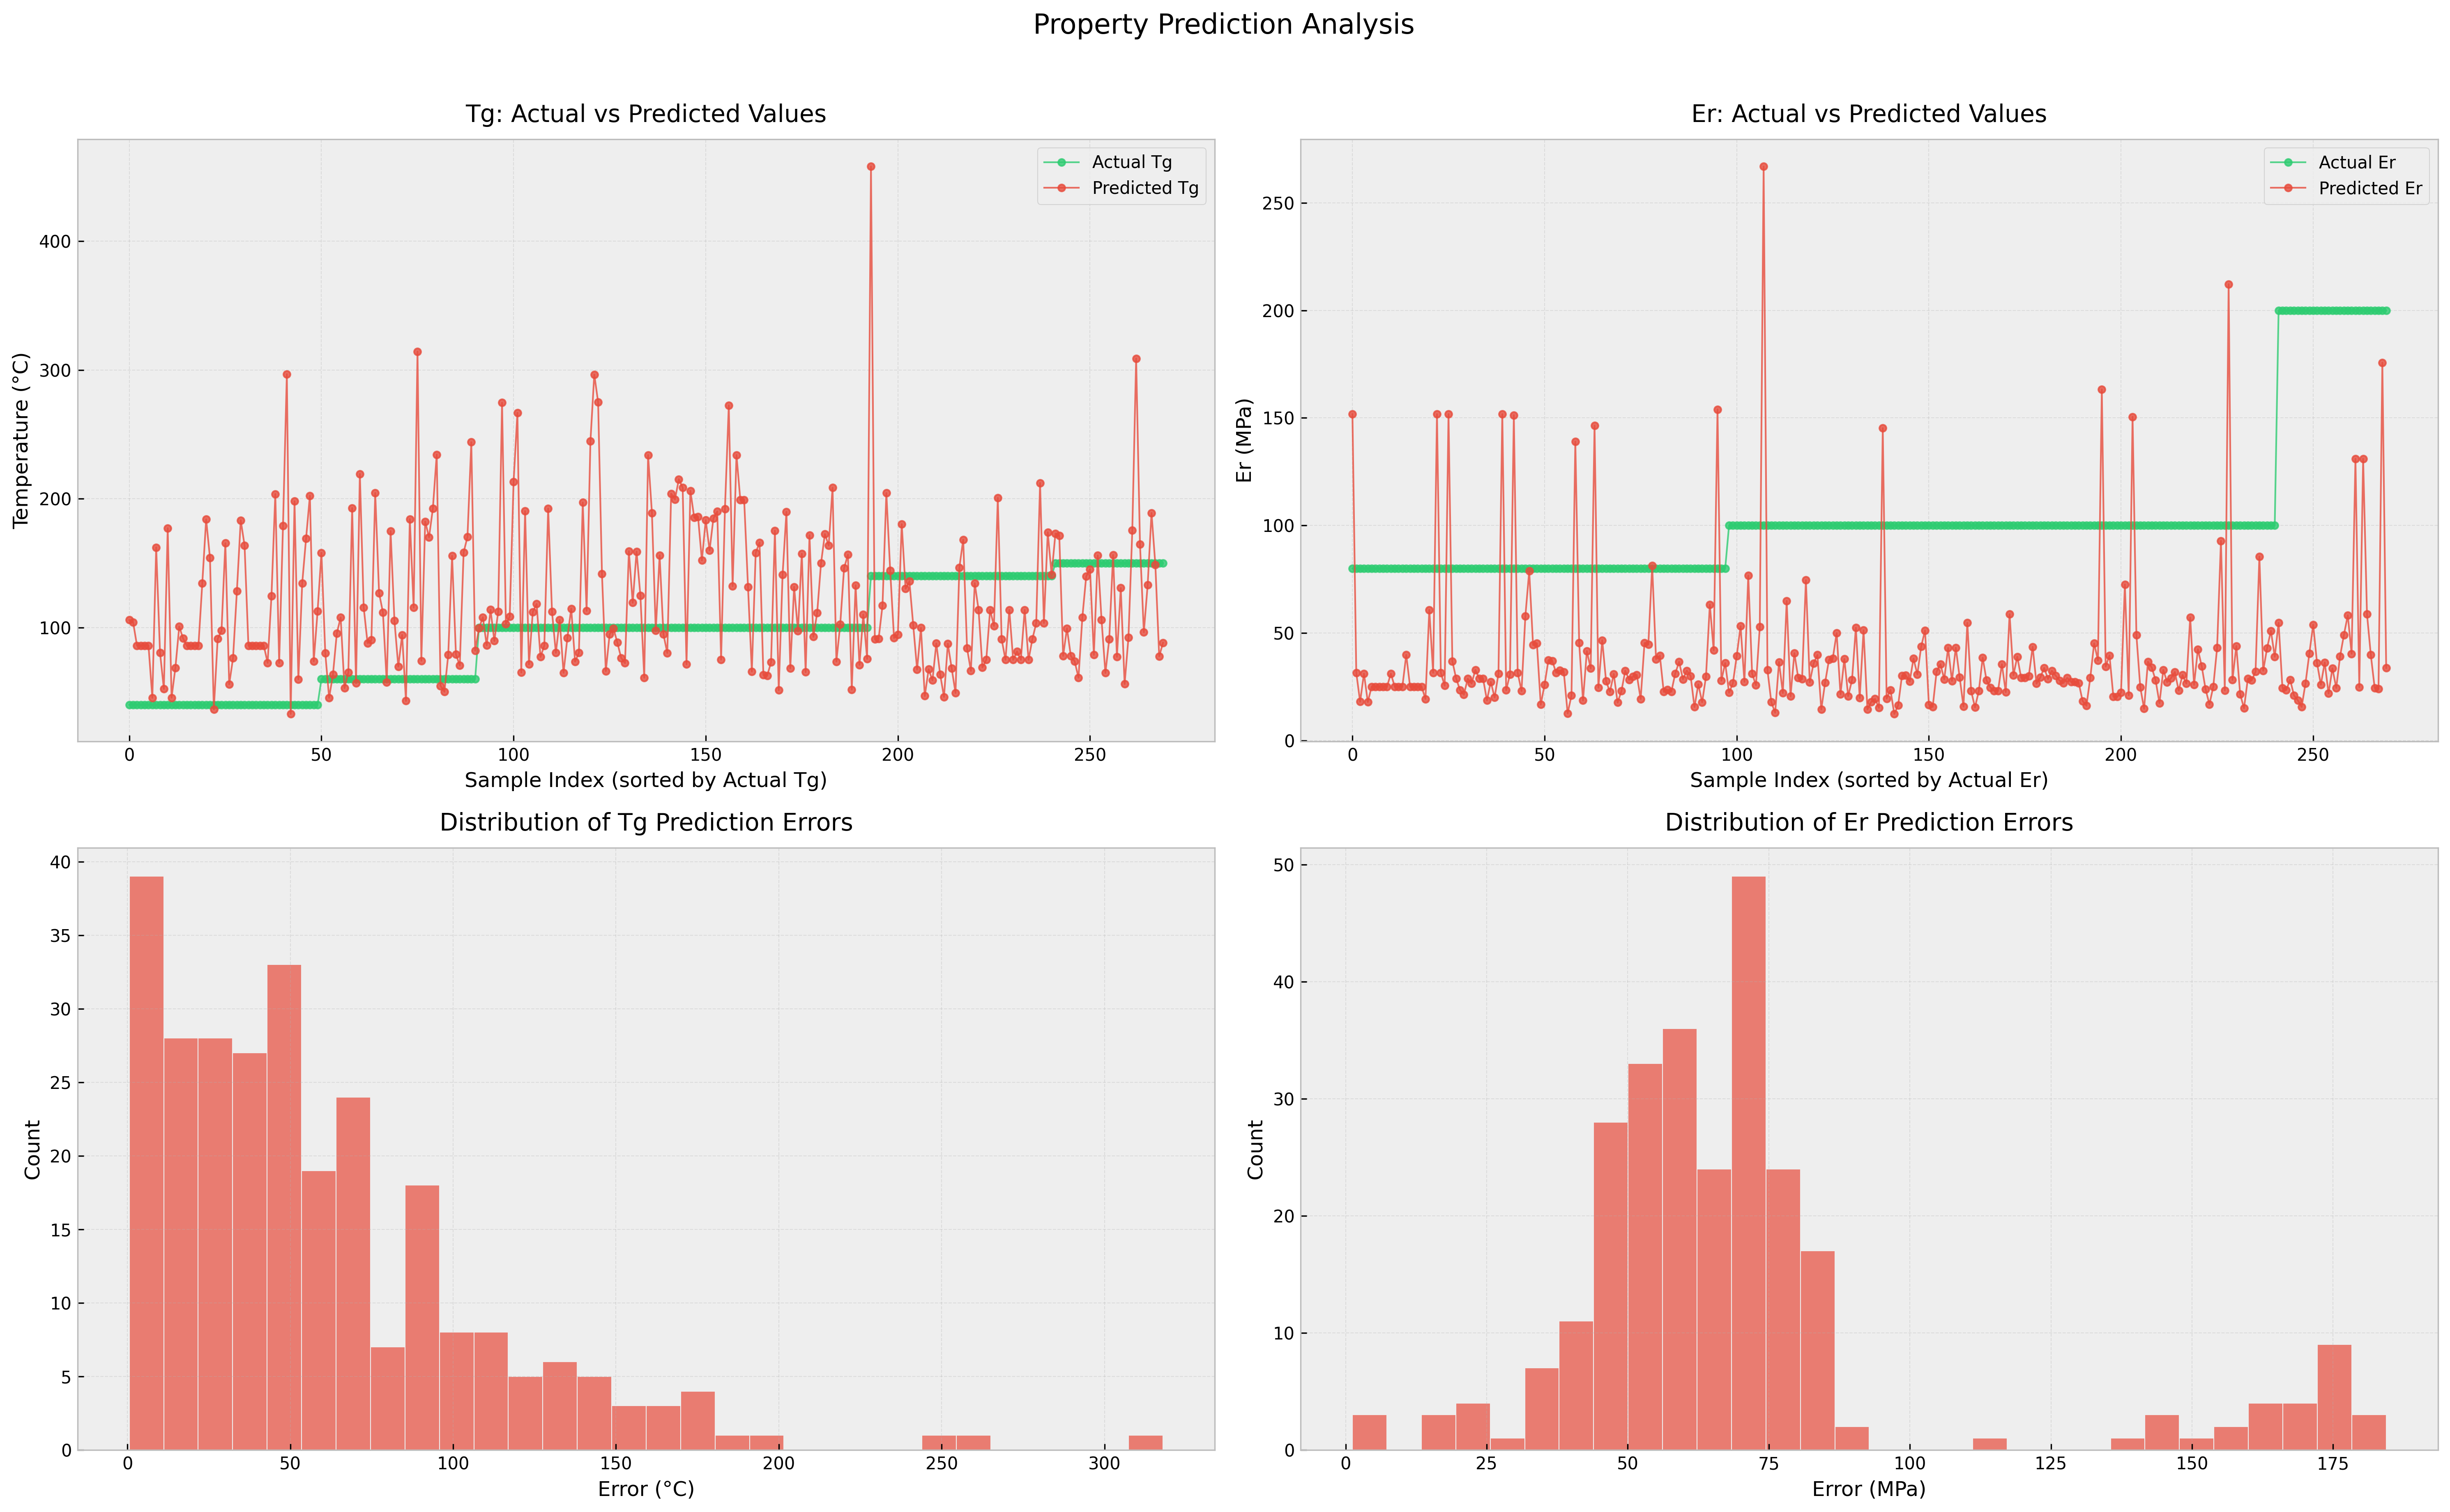 Property Prediction Analysis
Tg: Actual vs Predicted Values
Actual Tg
Predicted Tg
Temperature (°C)
400
300
200
100
0 50 100 150 200 250
Sample Index (sorted by Actual Tg)
Er: Actual vs Predicted Values
Actual Er
Predicted Er
Er (MPa)
250
200
150
100
50
0
0 50 100 150 200 250
Sample Index (sorted by Actual Er)
Distribution of Tg Prediction Errors
Count
40
35
30
25
20
15
10
5
0
0 50 100 150 200 250 300
Error (°C)
Distribution of Er Prediction Errors
Count
50
40
30
20
10
0
0 25 50 75 100 125 150 175
Error (MPa)